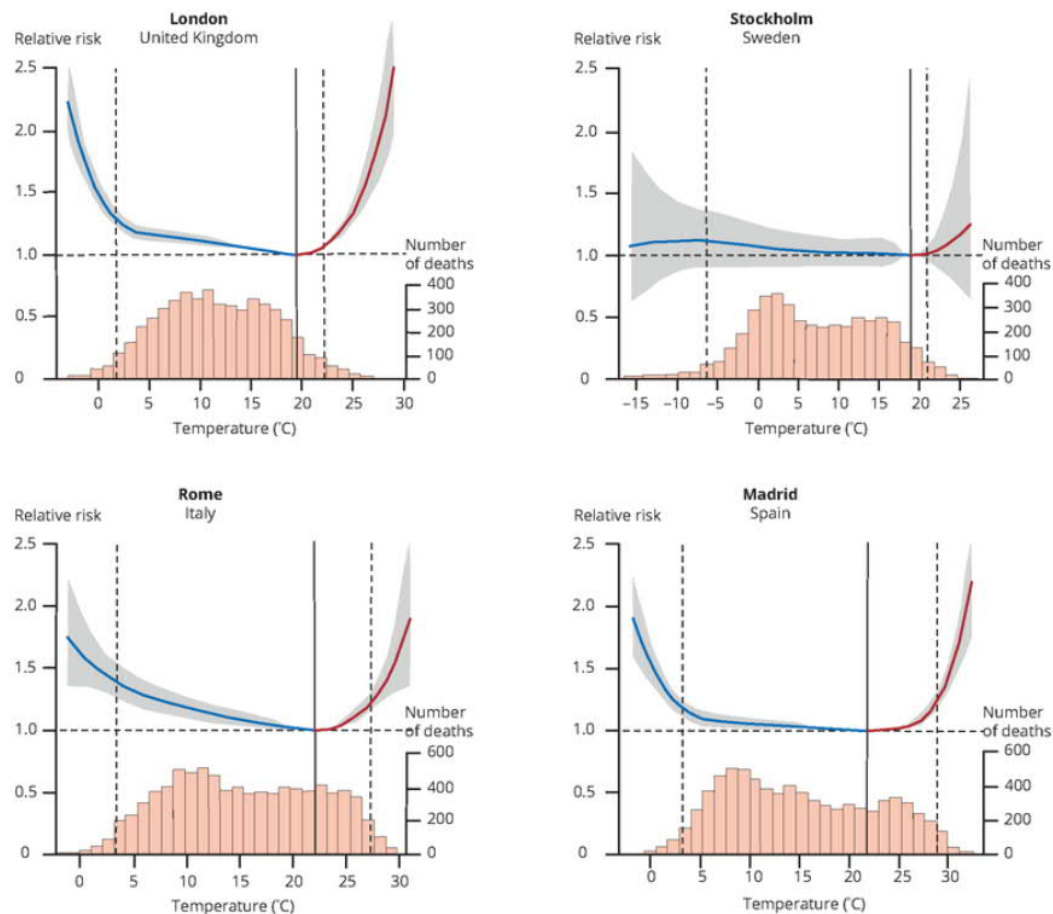 London
United Kingdom
Relative risk
2.5
2.0
1.5
1.0
0.5
0
Number
of deaths
400
300
200
100
0
0 5 10 15 20 25 30
Temperature (˚C)
Stockholm
Sweden
Relative risk
2.5
2.0
1.5
1.0
0.5
0
Number
of deaths
400
300
200
100
0
–15 –10 –5 0 5 10 15 20 25
Temperature (˚C)
Rome
Italy
Relative risk
2.5
2.0
1.5
1.0
0.5
0
Number
of deaths
600
400
200
0
0 5 10 15 20 25 30
Temperature (˚C)
Madrid
Spain
Relative risk
2.5
2.0
1.5
1.0
0.5
0
Number
of deaths
600
400
200
0
0 5 10 15 20 25 30
Temperature (˚C)